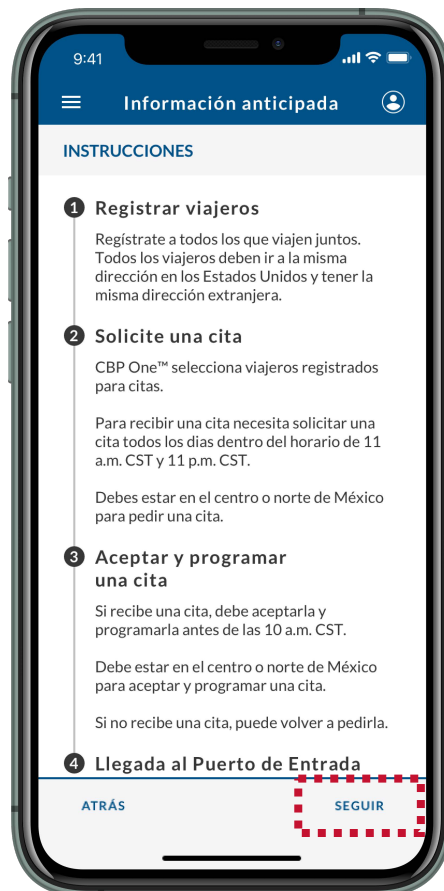 9:41
Información anticipada
INSTRUCCIONES
1 Registrar viajeros
Regístrate a todos los que viajen juntos.
Todos los viajeros deben ir a la misma
dirección en los Estados Unidos y tener la
misma dirección extranjera.
2 Solicite una cita
CBP One™ selecciona viajeros registrados
para citas.
Para recibir una cita necesita solicitar una
cita todos los dias dentro del horario de 11
a.m. CST y 11 p.m. CST.
Debes estar en el centro o norte de México
para pedir una cita.
3 Aceptar y programar
una cita
Si recibe una cita, debe aceptarla y
programarla antes de las 10 a.m. CST.
Debe estar en el centro o norte de México
para aceptar y programar una cita.
Si no recibe una cita, puede volver a pedirla.
4 Llegada al Puerto de Entrada
ATRÁS SEGUIR